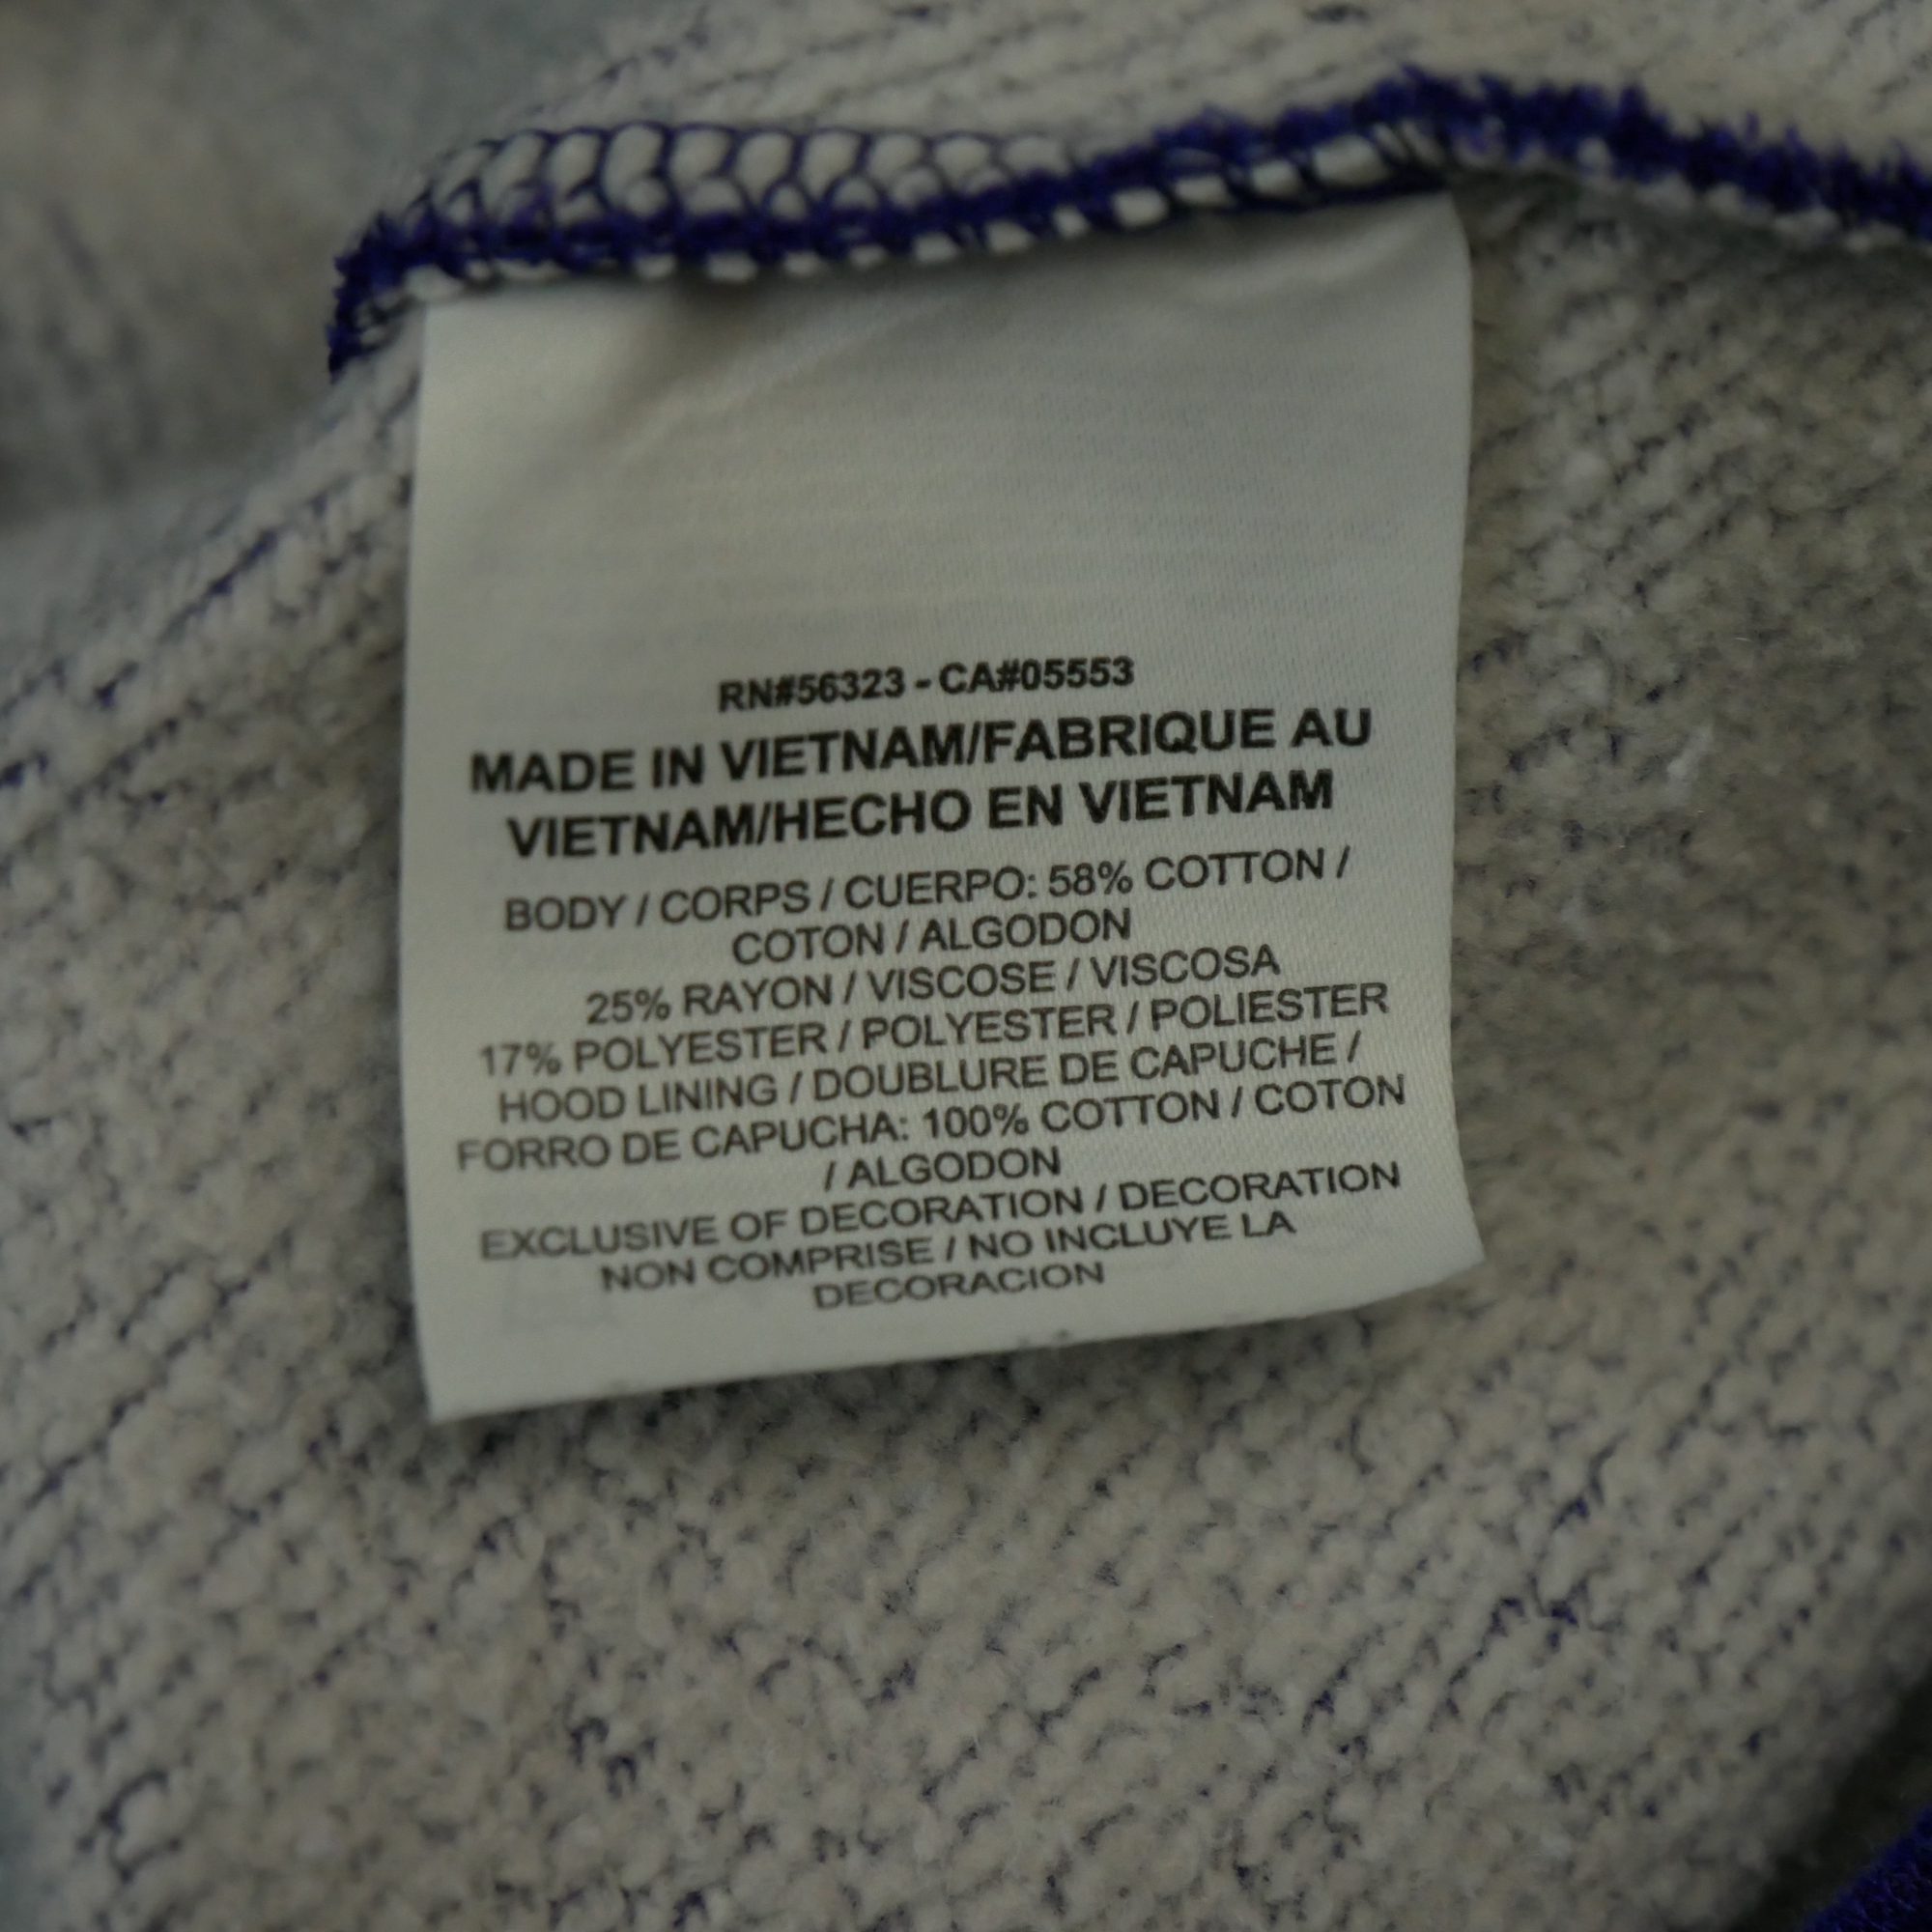 RN#56323 - CA#05553
MADE IN VIETNAM/FABRIQUE AU
VIETNAM/HECHO EN VIETNAM
BODY / CORPS / CUERPO: 58% COTTON /
COTON / ALGODON
25% RAYON / VISCOSE / VISCOSA
17% POLYESTER / POLYESTER / POLIESTER
HOOD LINING / DOUBLURE DE CAPUCHE /
FORRO DE CAPUCHA: 100% COTTON / COTON
/ ALGODON
EXCLUSIVE OF DECORATION / DECORATION
NON COMPRISE / NO INCLUYE LA
DECORACION